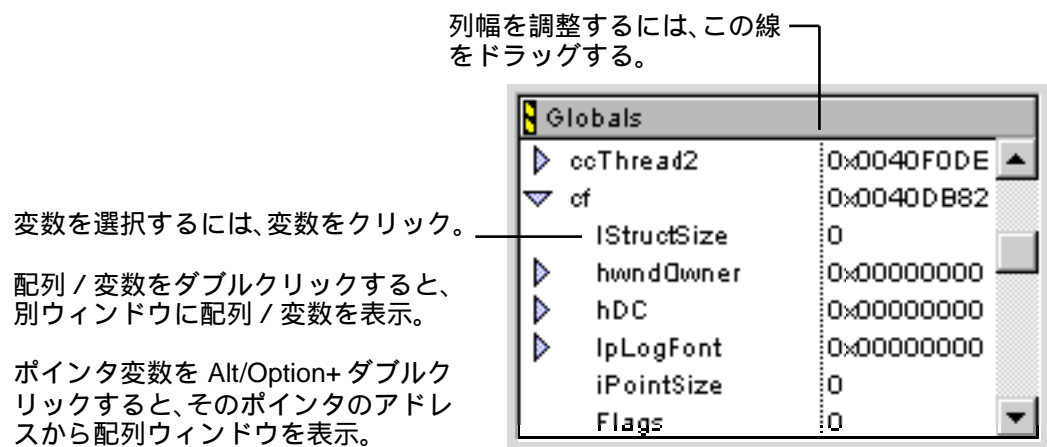 列幅を調整するには、この線
をドラッグする。
Globals
ccThread2 0x0040F0DE
cf 0x0040DB82
lStructSize 0
hwndOwner 0x00000000
hDC 0x00000000
lpLogFont 0x00000000
iPointSize 0
Flags 0
変数を選択するには、変数をクリック。
配列 / 変数をダブルクリックすると、
別ウィンドウに配列 / 変数を表示。
ポインタ変数を Alt/Option+ ダブルク
リックすると、そのポインタのアドレ
スから配列ウィンドウを表示。